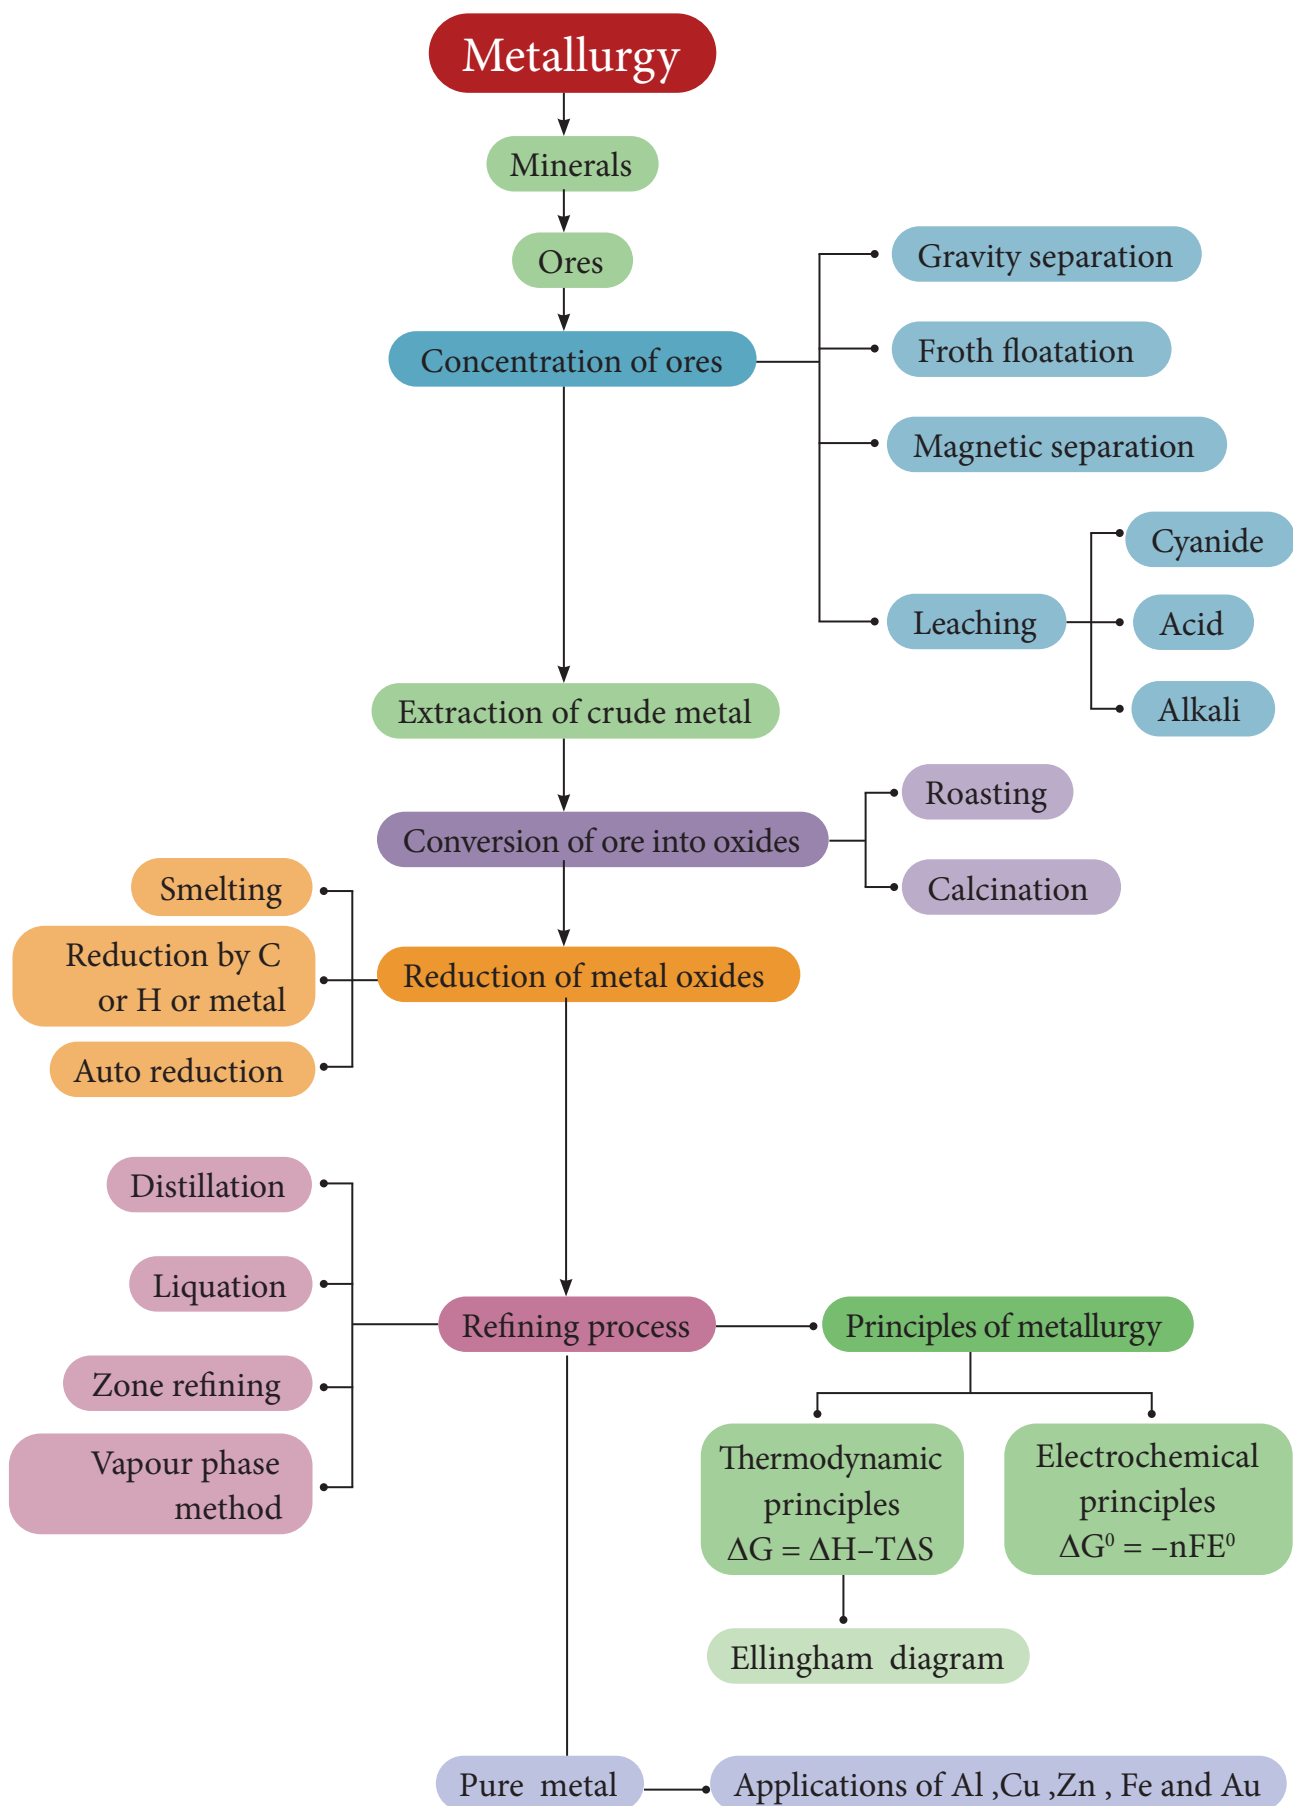 Metallurgy
Minerals
Ores
Concentration of ores
Gravity separation
Froth floatation
Magnetic separation
Leaching
Cyanide
Acid
Alkali
Extraction of crude metal
Conversion of ore into oxides
Roasting
Calcination
Reduction of metal oxides
Smelting
Reduction by C
or H or metal
Auto reduction
Refining process
Distillation
Liquation
Zone refining
Vapour phase
method
Principles of metallurgy
Thermodynamic
principles
ΔG = ΔH–TΔS
Electrochemical
principles
ΔG⁰ = –nFE⁰
Ellingham diagram
Pure metal
Applications of Al ,Cu ,Zn , Fe and Au